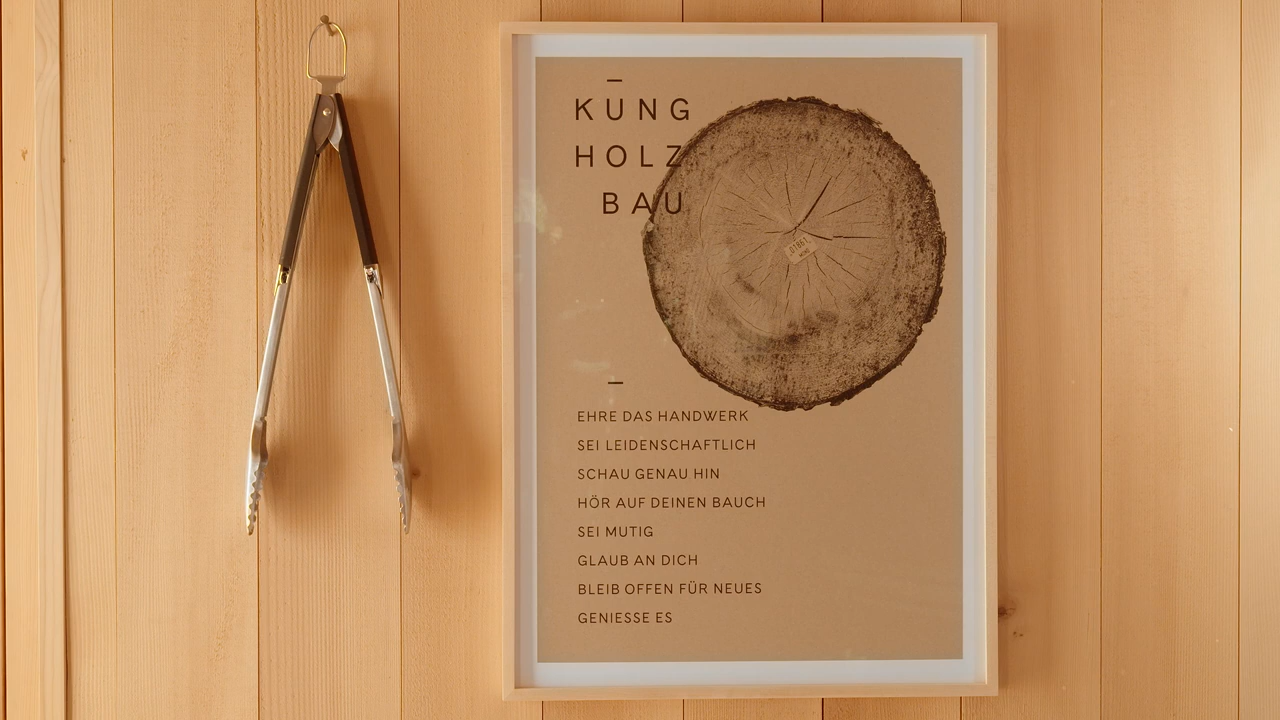 KŪNG
HOLZ
BAU
EHRE DAS HANDWERK
SEI LEIDENSCHAFTLICH
SCHAU GENAU HIN
HÖR AUF DEINEN BAUCH
SEI MUTIG
GLAUB AN DICH
BLEIB OFFEN FÜR NEUES
GENIESSE ES